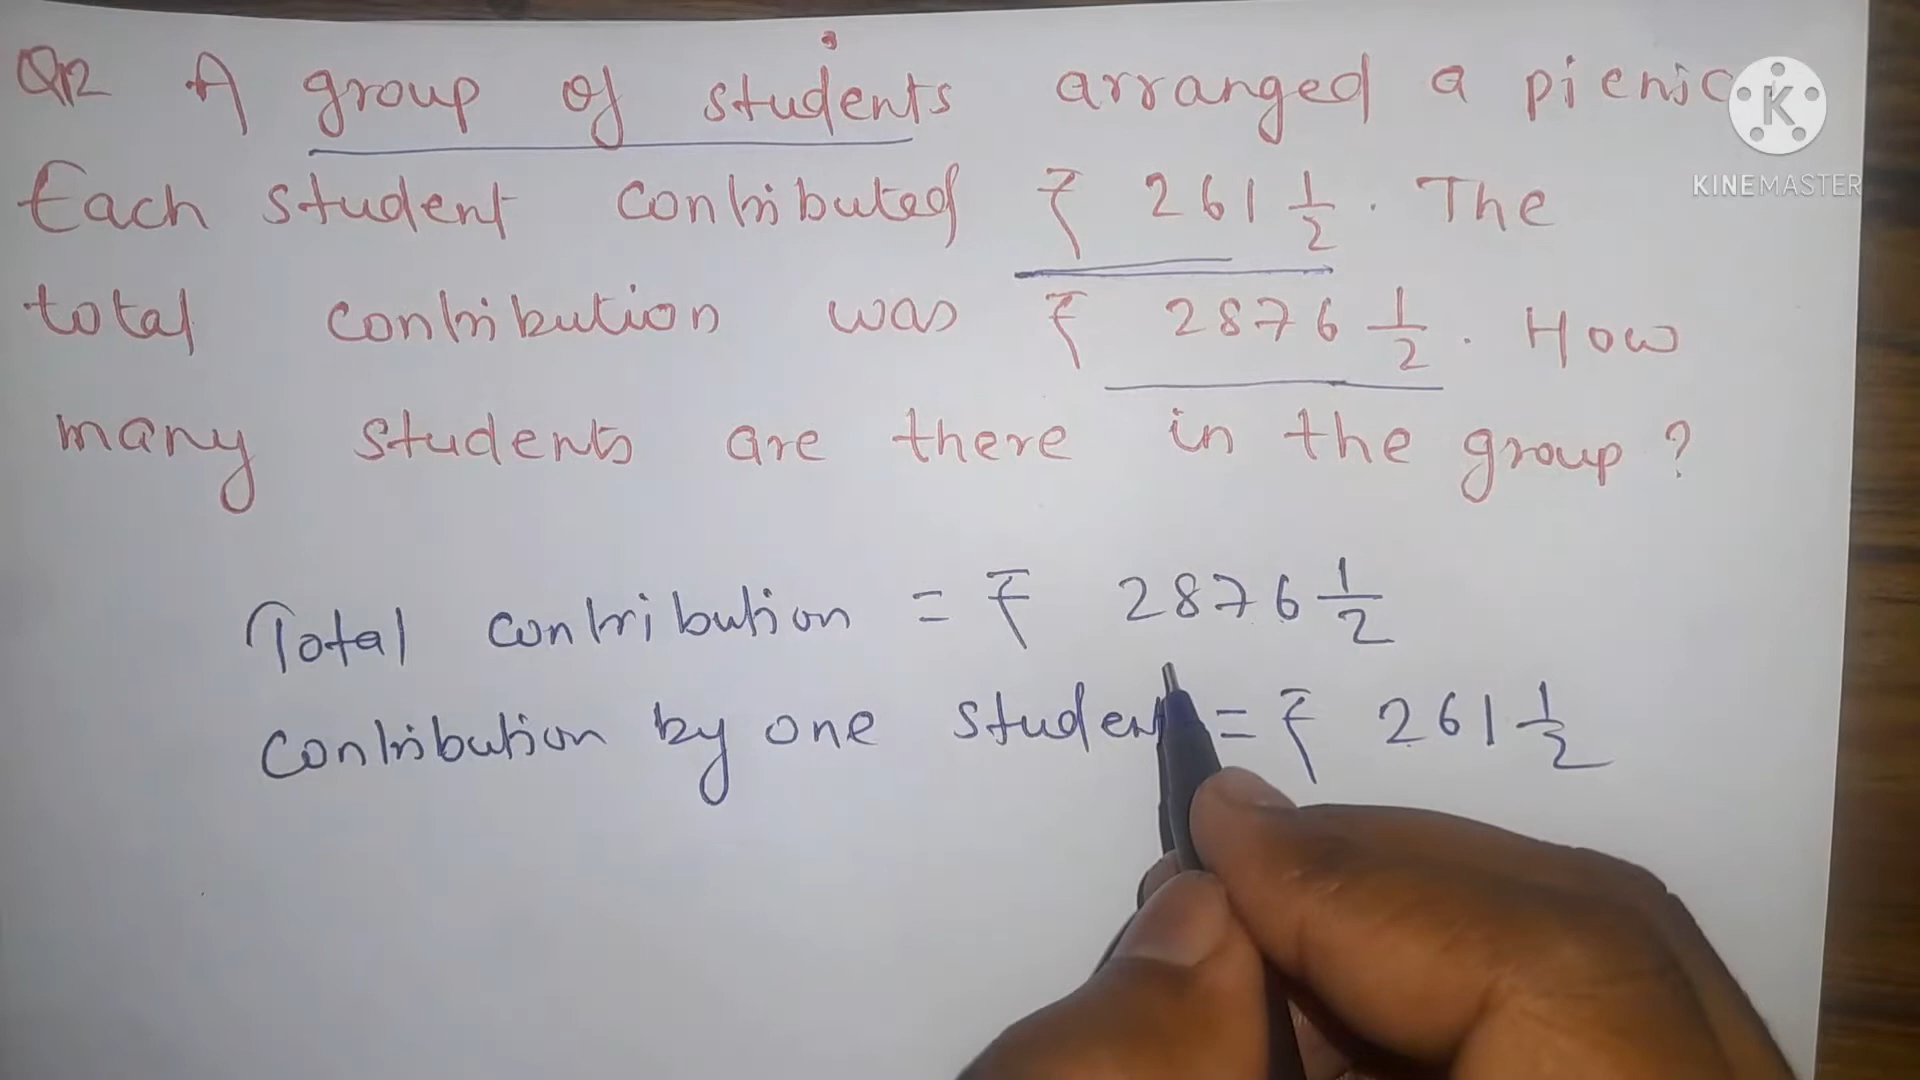 Q12 A group of students arranged a picnic
Each student contributed ₹ 261 1/2. The
total contribution was ₹ 2876 1/2. How
many students are there in the group?
Total contribution = ₹ 2876 1/2
Contribution by one student = ₹ 261 1/2
K
KINEMASTER